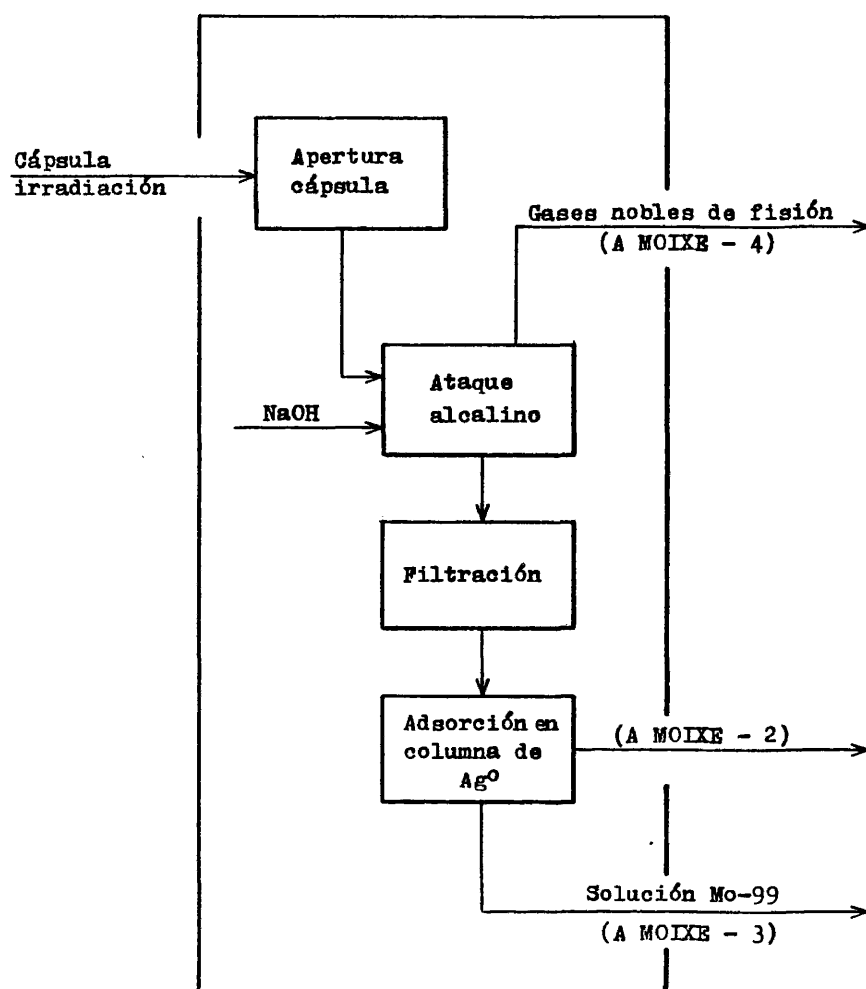 Apertura
cápsula
Cápsula
irradiación
Gases nobles de fisión
(A MOIXE - 4)
Ataque
alcalino
NaOH
Filtración
Adsorción en
columna de
Agº
(A MOIXE - 2)
Solución Mo-99
(A MOIXE - 3)